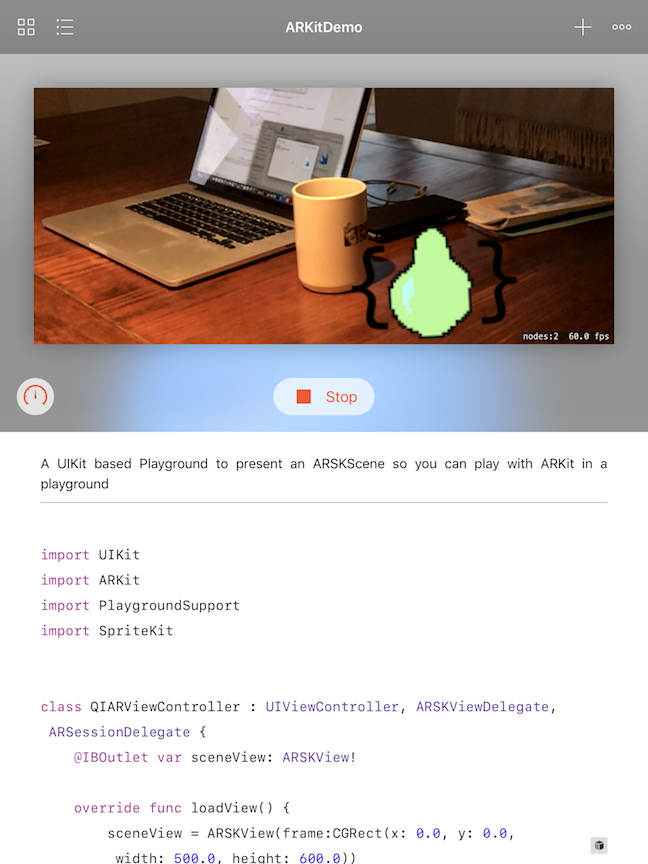 ARKitDemo
nodes:2 60.0 fps
Stop
A UIKit based Playground to present an ARSKScene so you can play with ARKit in a
playground
import UIKit
import ARKit
import PlaygroundSupport
import SpriteKit
class QIARViewController : UIViewController, ARSKViewDelegate,
ARSessionDelegate {
@IBOutlet var sceneView: ARSKView!
override func loadView() {
sceneView = ARSKView(frame:CGRect(x: 0.0, y: 0.0,
width: 500.0, height: 600.0))